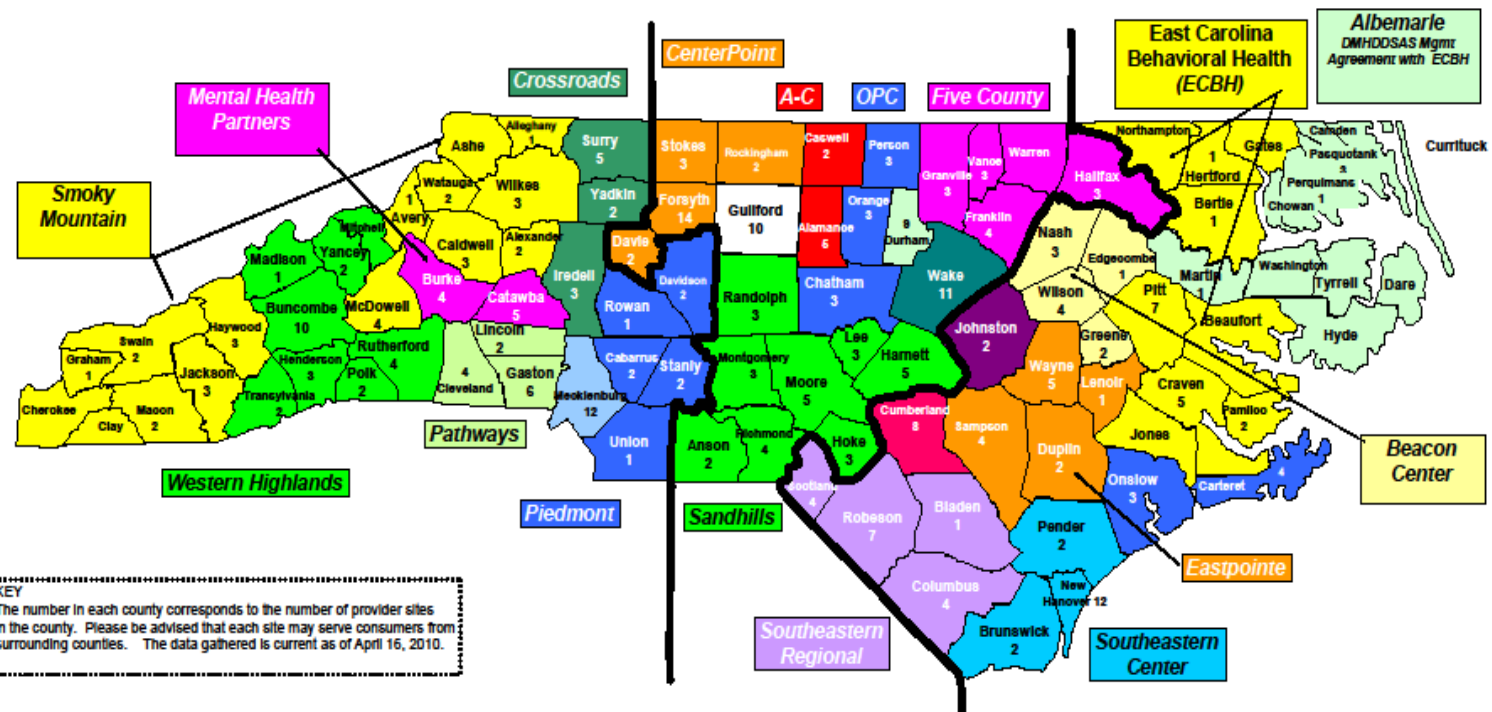 CenterPoint
Crossroads
Mental Health
Partners
A-C
OPC
Five County
East Carolina
Behavioral Health
(ECBH)
Albemarle
DMHDDSAS Mgmt
Agreement with ECBH
Smoky
Mountain
Ashe
Alleghany
1
Surry
5
Stokes
3
Rockingham
2
Caswell
2
Person
3
Granville
3
Vance
3
Warren
Halifax
3
Northampton
1
Hertford
Gates
Camden
Pasquotank
3
Perquimans
1
Chowan
Currituck
Watauga
2
Wilkes
3
Yadkin
2
Forsyth
14
Guilford
10
Alamance
5
Orange
3
9
Durham
Franklin
4
Bertie
1
1
Avery
Mitchell
Yancey
2
Madison
1
Caldwell
3
Alexander
2
Iredell
3
Davie
2
Davidson
2
Randolph
3
Chatham
3
Wake
11
Nash
3
Edgecombe
1
Martin
1
Washington
Tyrrell
Dare
Buncombe
10
McDowell
4
Burke
4
Catawba
5
Rowan
1
Johnston
2
Wilson
4
Pitt
7
Beaufort
Hyde
Swain
2
Haywood
3
Graham
1
Jackson
3
Henderson
3
Rutherford
4
Polk
2
Transylvania
2
Lincoln
2
4
Cleveland
Gaston
6
Mecklenburg
12
Cabarrus
2
Stanly
2
Montgomery
3
Moore
5
Lee
3
Harnett
5
Wayne
5
Greene
2
Lenoir
1
Craven
5
Pamlico
2
Cherokee
Clay
Macon
2
Union
1
Anson
2
Richmond
4
Hoke
3
Cumberland
8
Sampson
4
Duplin
2
Jones
Onslow
3
Carteret
4
Scotland
4
Robeson
7
Bladen
1
Pender
2
Columbus
4
New
Hanover 12
Brunswick
2
Pathways
Western Highlands
Piedmont
Sandhills
Beacon
Center
Eastpointe
Southeastern
Regional
Southeastern
Center
KEY
The number in each county corresponds to the number of provider sites
in the county. Please be advised that each site may serve consumers from
surrounding counties. The data gathered is current as of April 16, 2010.